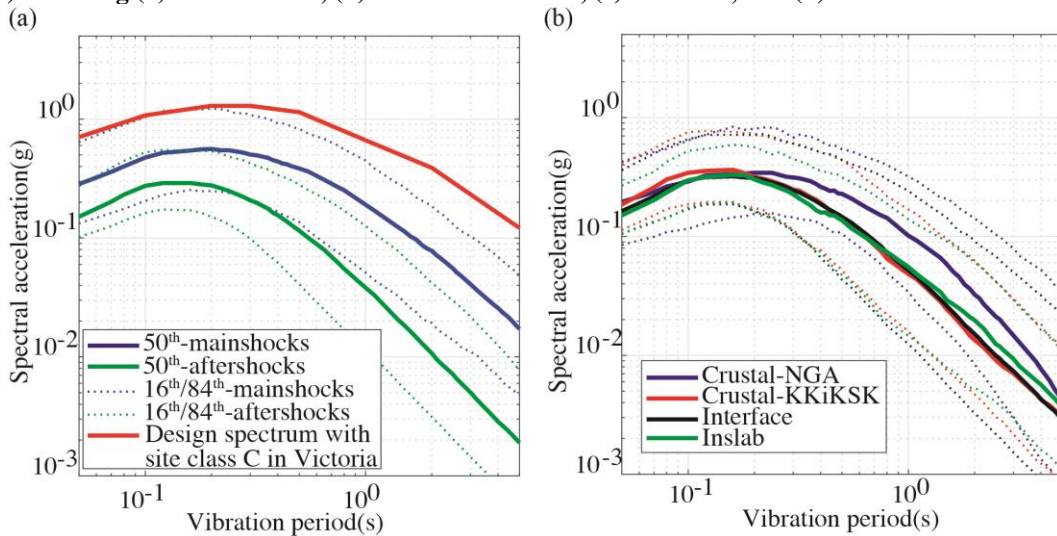 (a)
(b)
10^0
10^-1
10^-2
10^-3
Spectral acceleration(g)
50th-mainshocks
50th-aftershocks
16th/84th-mainshocks
16th/84th-aftershocks
Design spectrum with
site class C in Victoria
10^-1
10^0
Vibration period(s)
10^0
10^-1
10^-2
10^-3
Spectral acceleration(g)
Crustal-NGA
Crustal-KKiKSK
Interface
Inslab
10^-1
10^0
Vibration period(s)